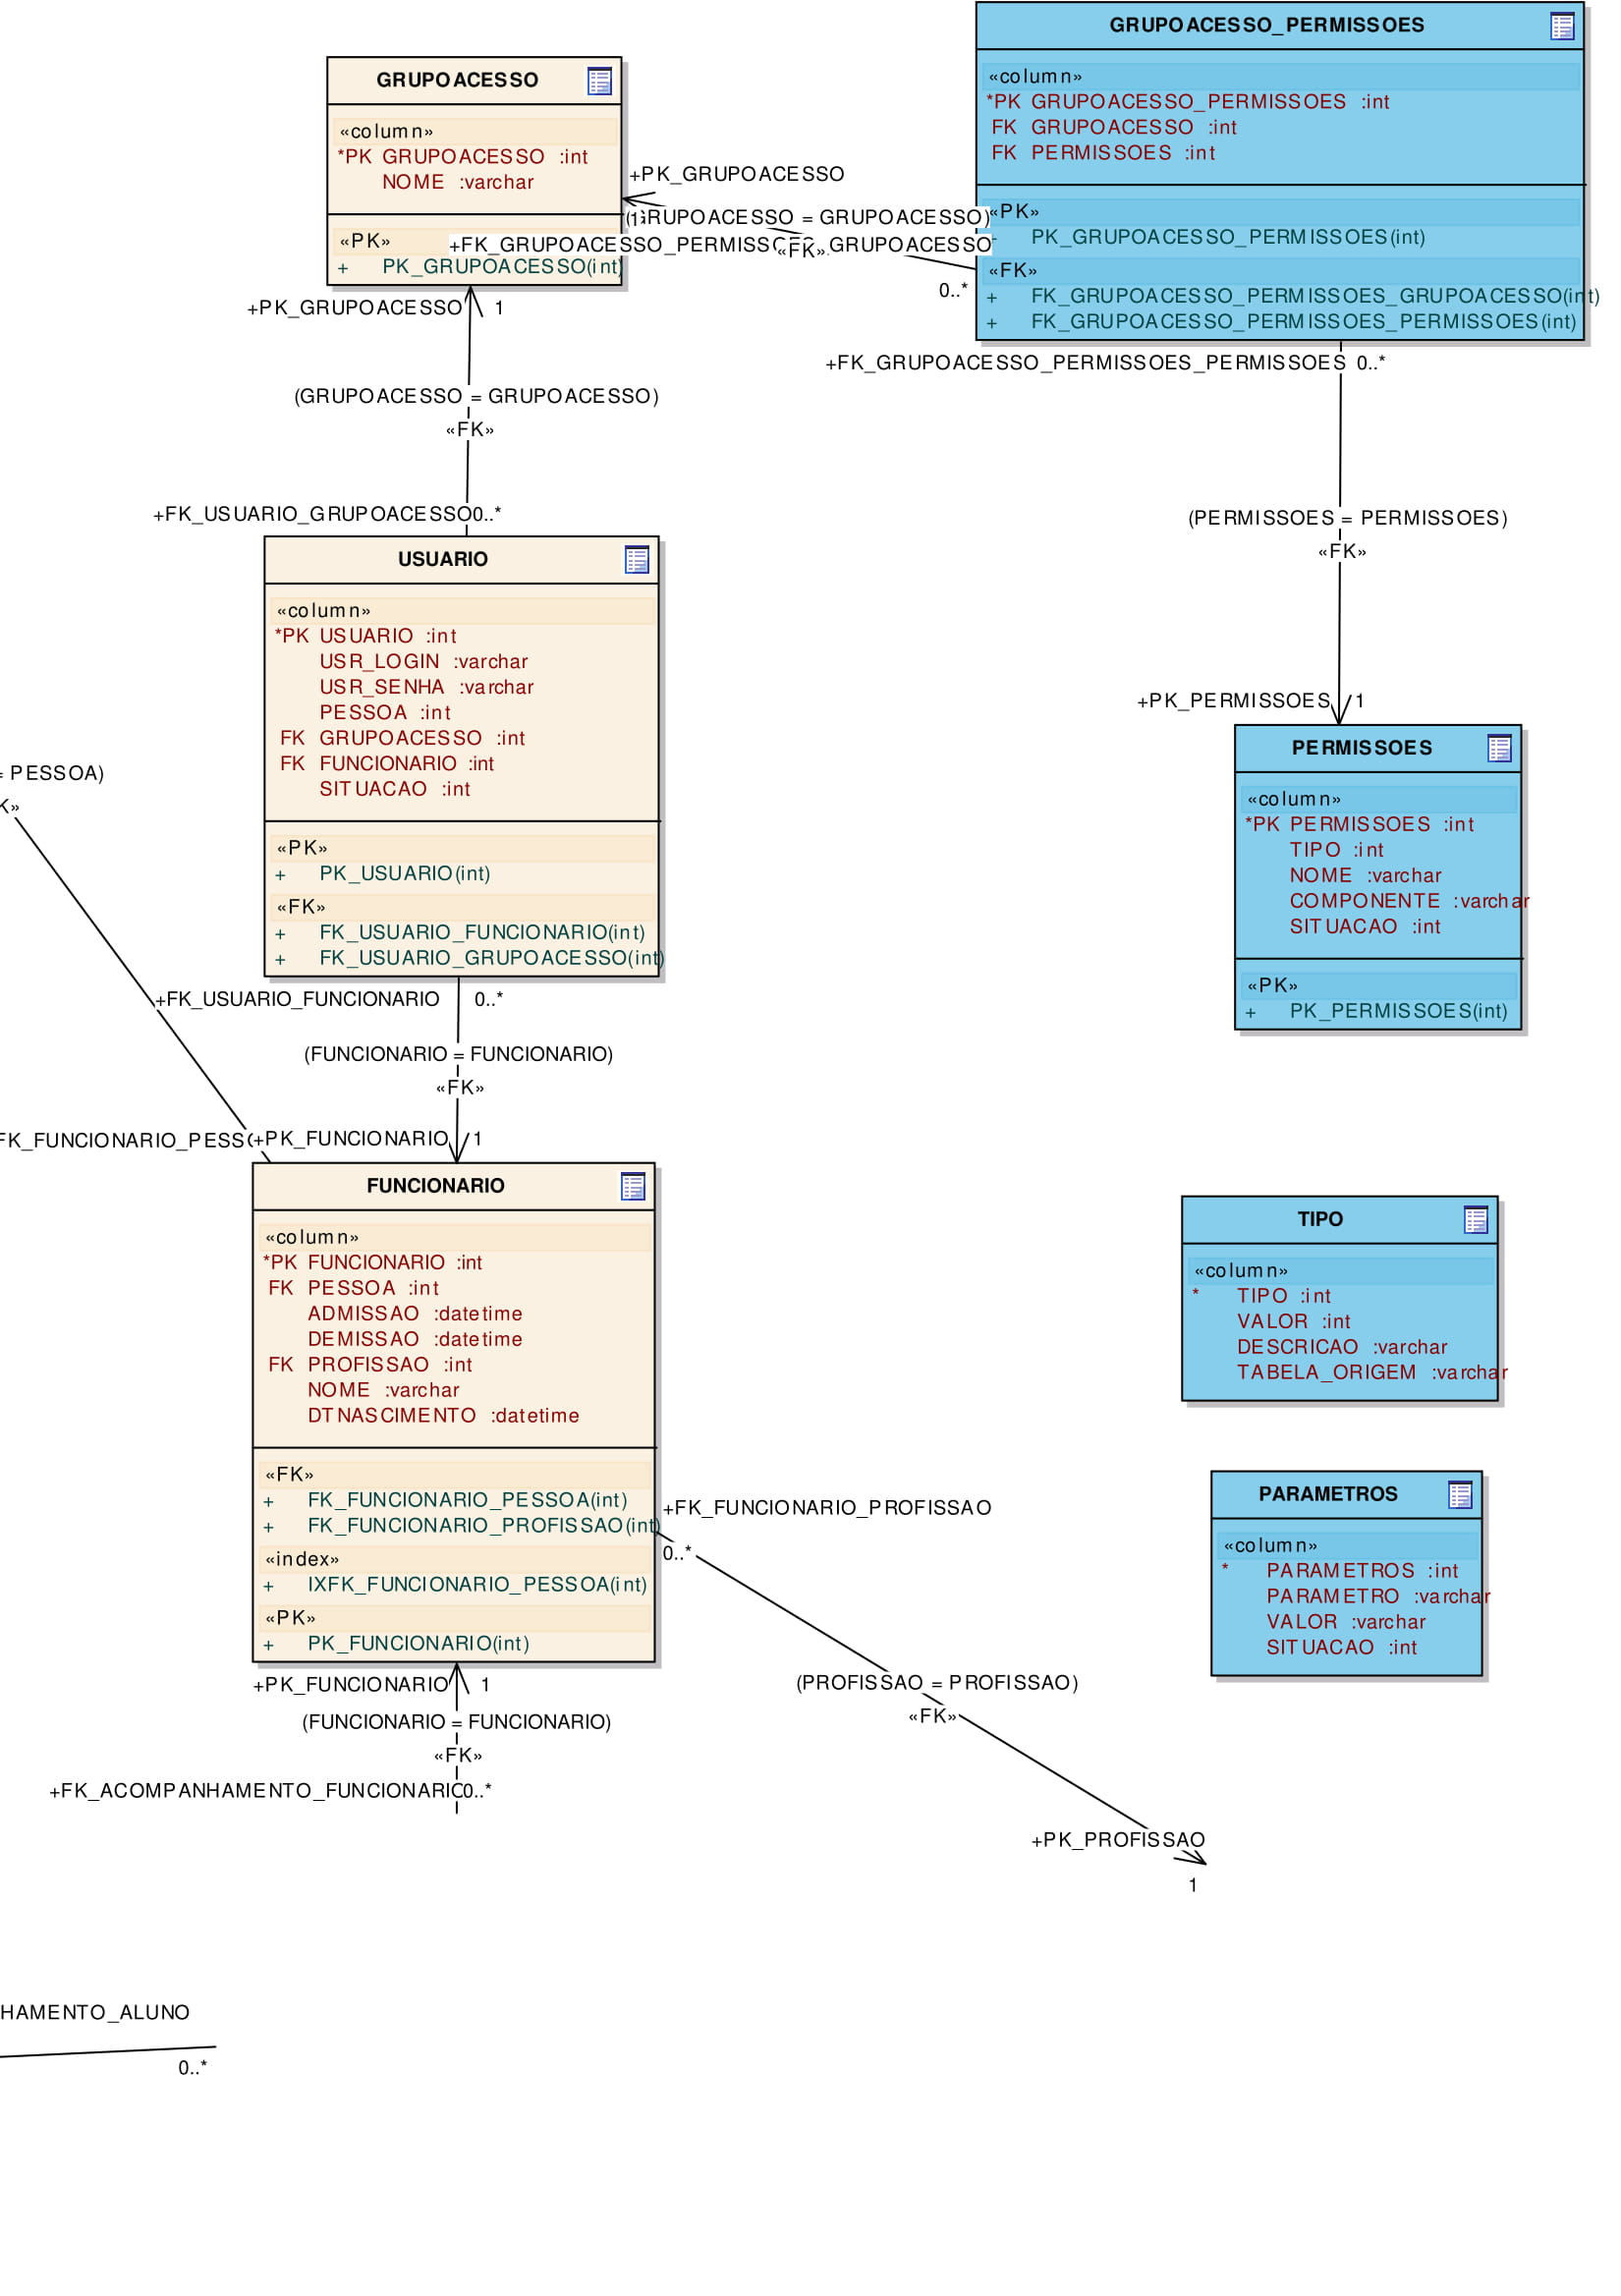 GRUPOACESSO_PERMISSOES
«column»
*PK GRUPOACESSO_PERMISSOES :int
FK GRUPOACESSO :int
FK PERMISSOES :int
«PK»
+ PK_GRUPOACESSO_PERMISSOES(int)
«FK»
+ FK_GRUPOACESSO_PERMISSOES_GRUPOACESSO(int)
+ FK_GRUPOACESSO_PERMISSOES_PERMISSOES(int)
GRUPOACESSO
«column»
*PK GRUPOACESSO :int
NOME :varchar
«PK»
+ PK_GRUPOACESSO(int)
+PK_GRUPOACESSO
1
(GRUPOACESSO = GRUPOACESSO)
«FK»
0..*
+PK_GRUPOACESSO 1
(GRUPOACESSO = GRUPOACESSO)
«FK»
+FK_USUARIO_GRUPOACESSO 0..*
+FK_GRUPOACESSO_PERMISSOES_PERMISSOES 0..*
(PERMISSOES = PERMISSOES)
«FK»
+PK_PERMISSOES 1
USUARIO
«column»
*PK USUARIO :int
USR_LOGIN :varchar
USR_SENHA :varchar
PESSOA :int
FK GRUPOACESSO :int
FK FUNCIONARIO :int
SITUACAO :int
«PK»
+ PK_USUARIO(int)
«FK»
+ FK_USUARIO_FUNCIONARIO(int)
+ FK_USUARIO_GRUPOACESSO(int)
PERMISSOES
«column»
*PK PERMISSOES :int
TIPO :int
NOME :varchar
COMPONENTE :varchar
SITUACAO :int
«PK»
+ PK_PERMISSOES(int)
= PESSOA)
K»
+FK_USUARIO_FUNCIONARIO 0..*
(FUNCIONARIO = FUNCIONARIO)
«FK»
FK_FUNCIONARIO_PESSO
+PK_FUNCIONARIO 1
FUNCIONARIO
«column»
*PK FUNCIONARIO :int
FK PESSOA :int
ADMISSAO :datetime
DEMISSAO :datetime
FK PROFISSAO :int
NOME :varchar
DTNASCIMENTO :datetime
«FK»
+ FK_FUNCIONARIO_PESSOA(int)
+ FK_FUNCIONARIO_PROFISSAO(int)
«index»
+ IXFK_FUNCIONARIO_PESSOA(int)
«PK»
+ PK_FUNCIONARIO(int)
TIPO
«column»
* TIPO :int
VALOR :int
DESCRICAO :varchar
TABELA_ORIGEM :varchar
PARAMETROS
«column»
* PARAMETROS :int
PARAMETRO :varchar
VALOR :varchar
SITUACAO :int
+FK_FUNCIONARIO_PROFISSAO
0..*
(PROFISSAO = PROFISSAO)
«FK»
+PK_PROFISSAO
1
+PK_FUNCIONARIO 1
(FUNCIONARIO = FUNCIONARIO)
«FK»
+FK_ACOMPANHAMENTO_FUNCIONARIO 0..*
HAMENTO_ALUNO
0..*